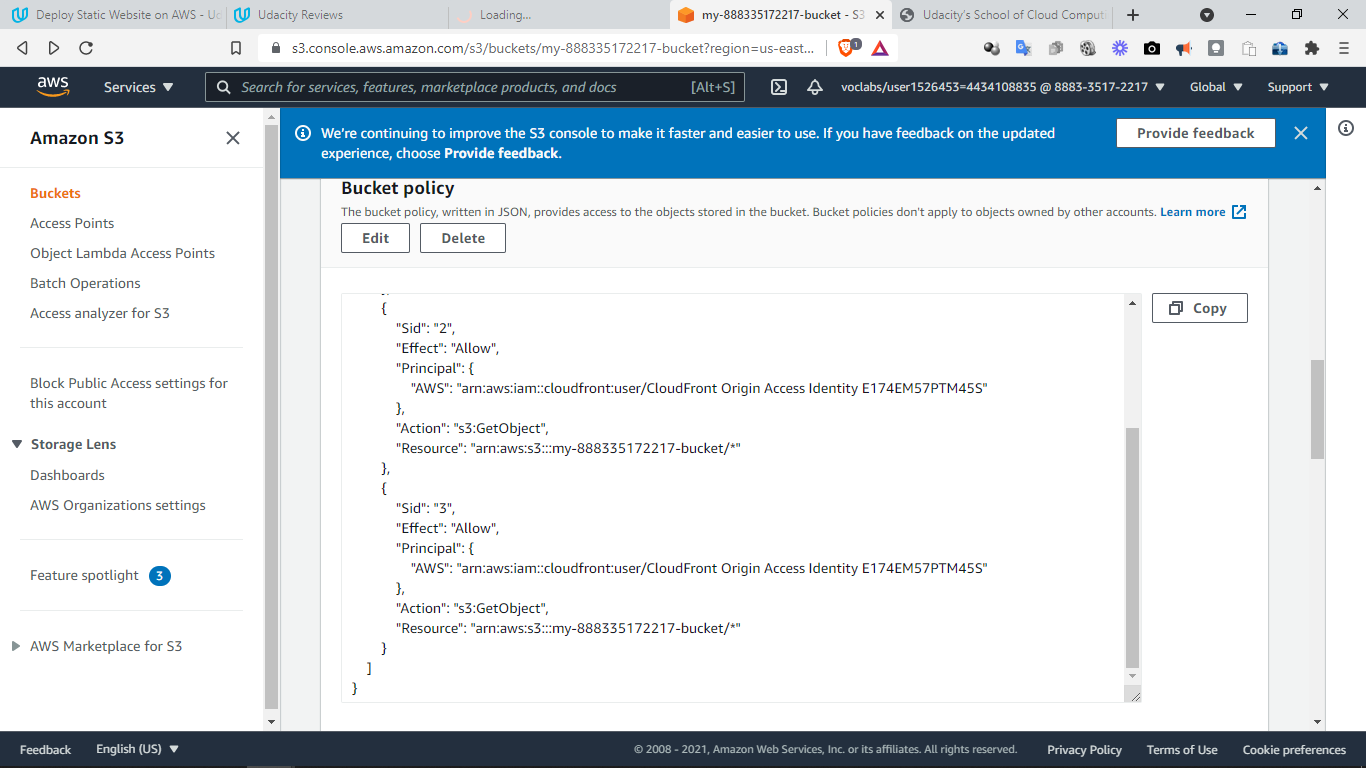 Deploy Static Website on AWS - Uc
Udacity Reviews
Loading...
my-888335172217-bucket - S3
Udacity's School of Cloud Comput
s3.console.aws.amazon.com/s3/buckets/my-888335172217-bucket?region=us-east...
1
aws
Services
Search for services, features, marketplace products, and docs
[Alt+S]
voclabs/user1526453=4434108835 @ 8883-3517-2217
Global
Support
Amazon S3
Buckets
Access Points
Object Lambda Access Points
Batch Operations
Access analyzer for S3
Block Public Access settings for
this account
Storage Lens
Dashboards
AWS Organizations settings
Feature spotlight 3
AWS Marketplace for S3
We're continuing to improve the S3 console to make it faster and easier to use. If you have feedback on the updated
experience, choose Provide feedback.
Provide feedback
Bucket policy
The bucket policy, written in JSON, provides access to the objects stored in the bucket. Bucket policies don't apply to objects owned by other accounts. Learn more
Edit
Delete
Copy
{
"Sid": "2",
"Effect": "Allow",
"Principal": {
"AWS": "arn:aws:iam::cloudfront:user/CloudFront Origin Access Identity E174EM57PTM45S"
},
"Action": "s3:GetObject",
"Resource": "arn:aws:s3:::my-888335172217-bucket/*"
},
{
"Sid": "3",
"Effect": "Allow",
"Principal": {
"AWS": "arn:aws:iam::cloudfront:user/CloudFront Origin Access Identity E174EM57PTM45S"
},
"Action": "s3:GetObject",
"Resource": "arn:aws:s3:::my-888335172217-bucket/*"
}
]
}
Feedback
English (US)
© 2008 - 2021, Amazon Web Services, Inc. or its affiliates. All rights reserved.
Privacy Policy
Terms of Use
Cookie preferences